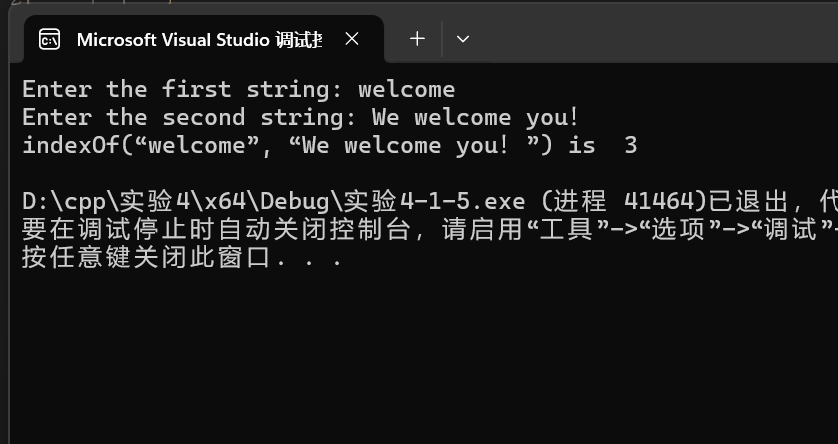 Microsoft Visual Studio 调试
Enter the first string: welcome
Enter the second string: We welcome you!
indexOf(“welcome”, “We welcome you! ”) is  3
D:\cpp\实验4\x64\Debug\实验4-1-5.exe (进程 41464)已退出，代
要在调试停止时自动关闭控制台，请启用“工具”->“选项”->“调试”-
按任意键关闭此窗口. . .